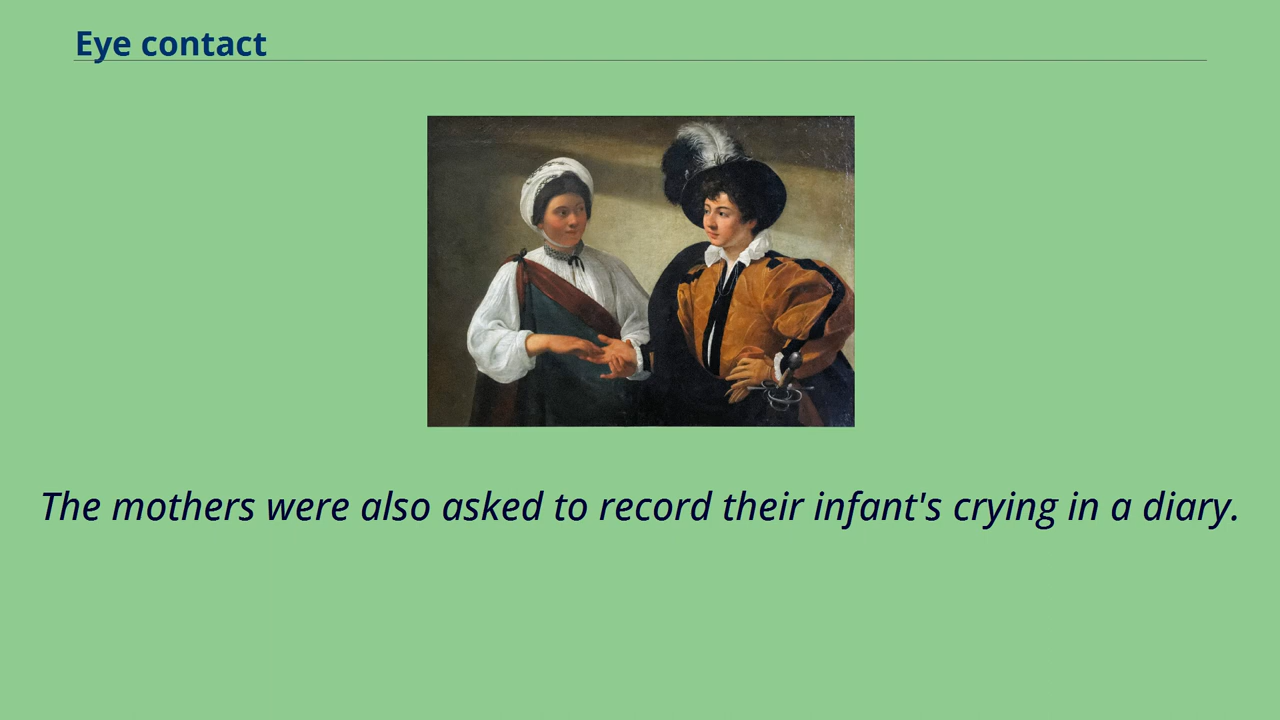 Eye contact
The mothers were also asked to record their infant's crying in a diary.